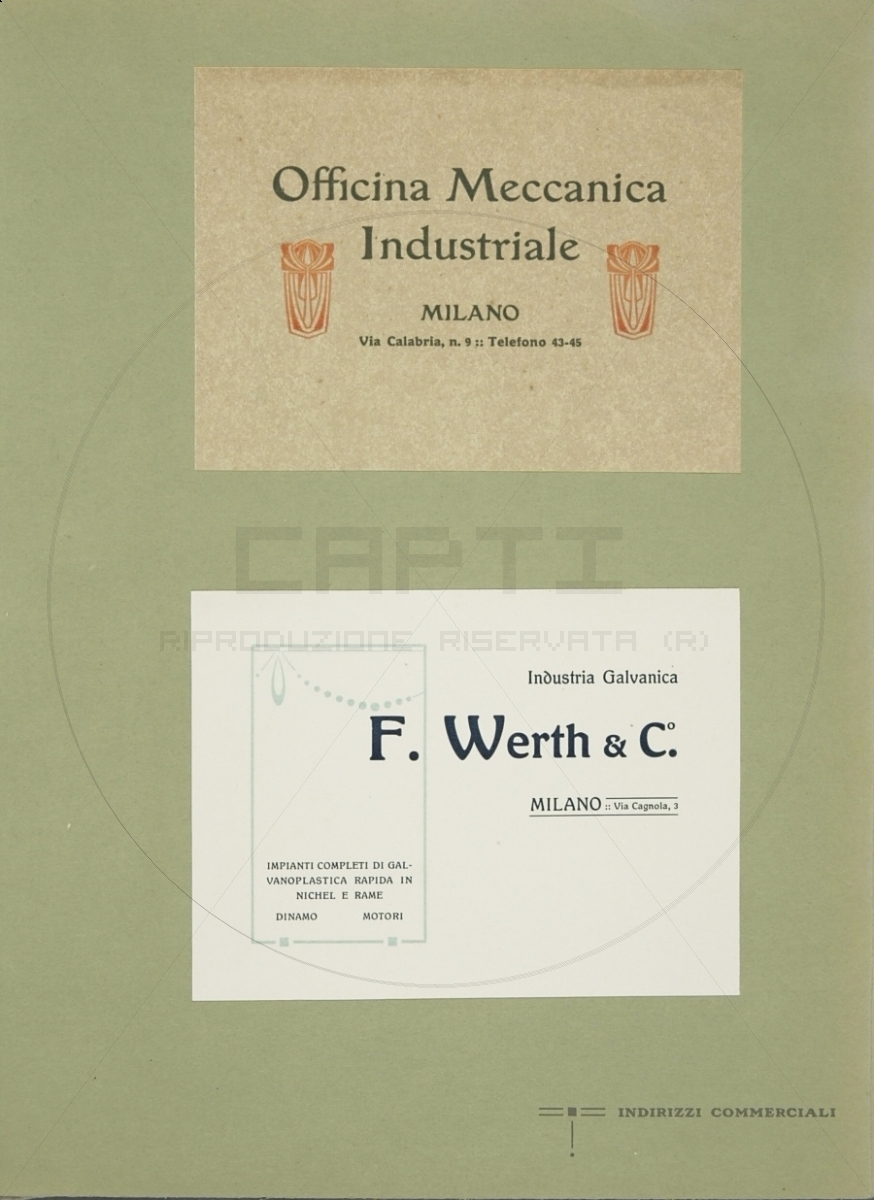 Officina Meccanica
Industriale
MILANO
Via Calabria, n. 9 :: Telefono 43-45
CAPTI
RIPRODUZIONE RISERVATA (R)
Industria Galvanica
F. Werth & Cº.
MILANO :: Via Cagnola, 3
IMPIANTI COMPLETI DI GAL-
VANOPLASTICA RAPIDA IN
NICHEL E RAME
DINAMO MOTORI
INDIRIZZI COMMERCIALI